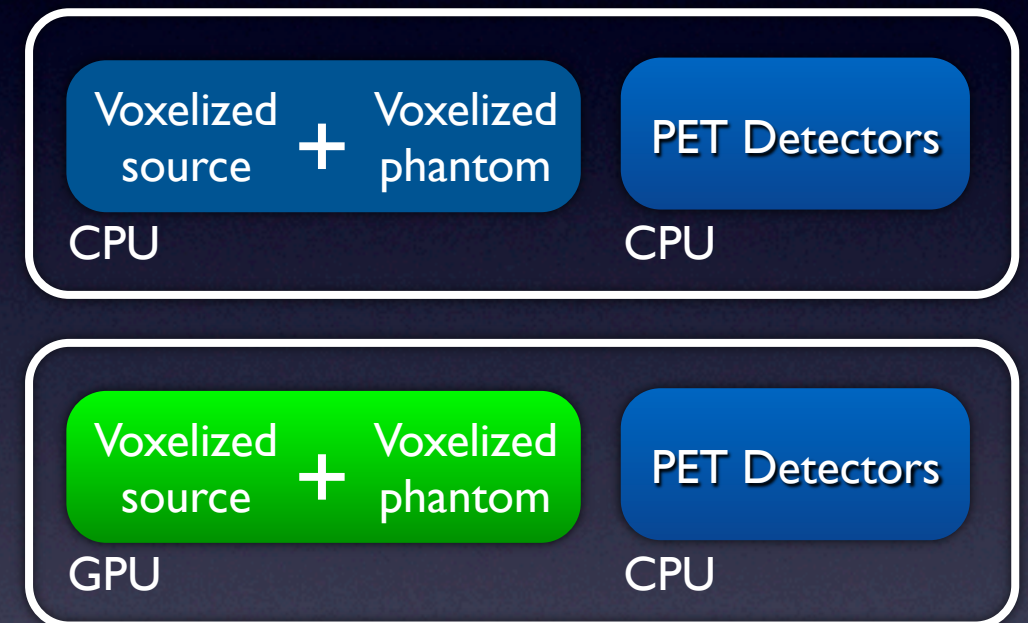 Voxelized source + Voxelized phantom
PET Detectors
CPU
CPU
Voxelized source + Voxelized phantom
PET Detectors
GPU
CPU